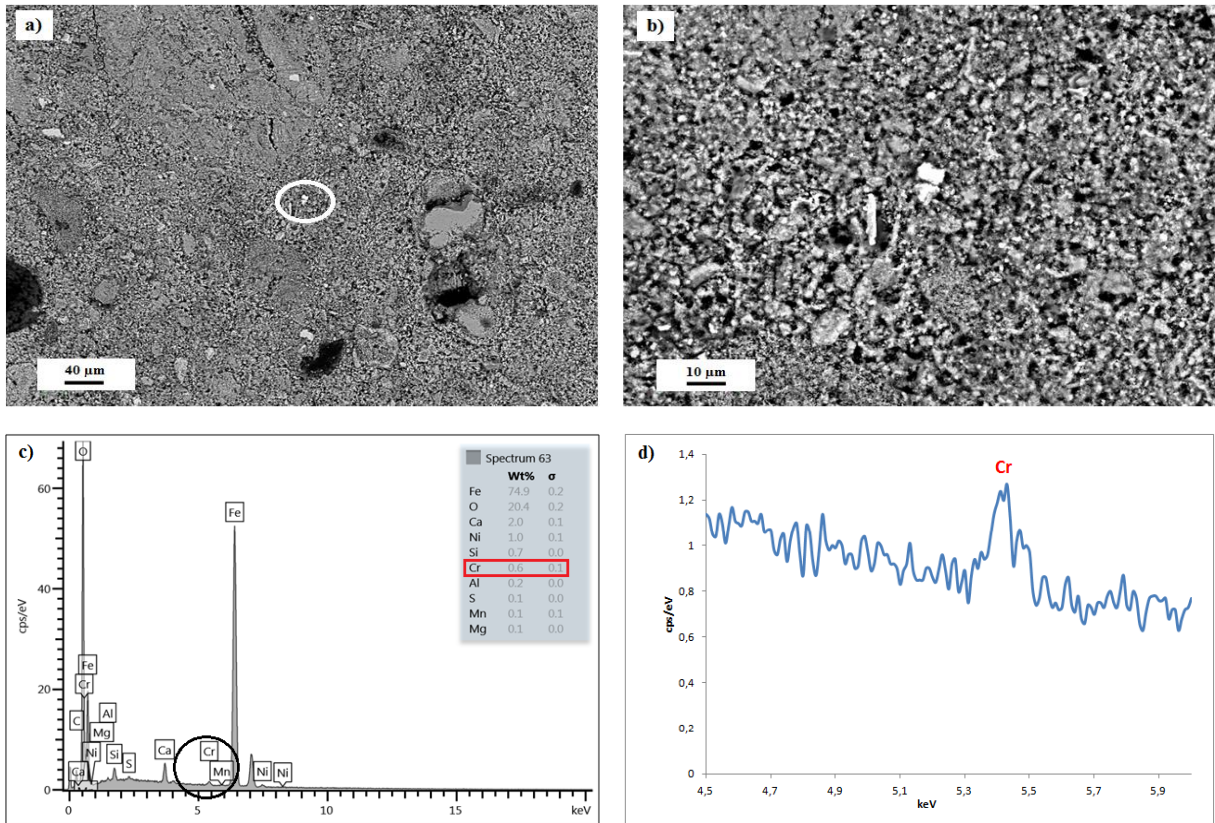 a)
40 µm
b)
10 µm
c)
Spectrum 63
Wt% σ
Fe 74.9 0.2
O 20.4 0.2
Ca 2.0 0.1
Ni 1.0 0.1
Si 0.7 0.0
Cr 0.6 0.1
Al 0.2 0.0
S 0.1 0.0
Mn 0.1 0.1
Mg 0.1 0.0
cps/eV
60
40
20
0
O
Fe
Fe
Cr
C
Al
Mg
Ni
Ca
Si
S
Ca
Cr
Mn
Ni
Ni
0 5 10 15 keV
d)
Cr
cps/eV
1,4
1,2
1
0,8
0,6
0,4
0,2
0
4,5 4,7 4,9 5,1 5,3 5,5 5,7 5,9
keV